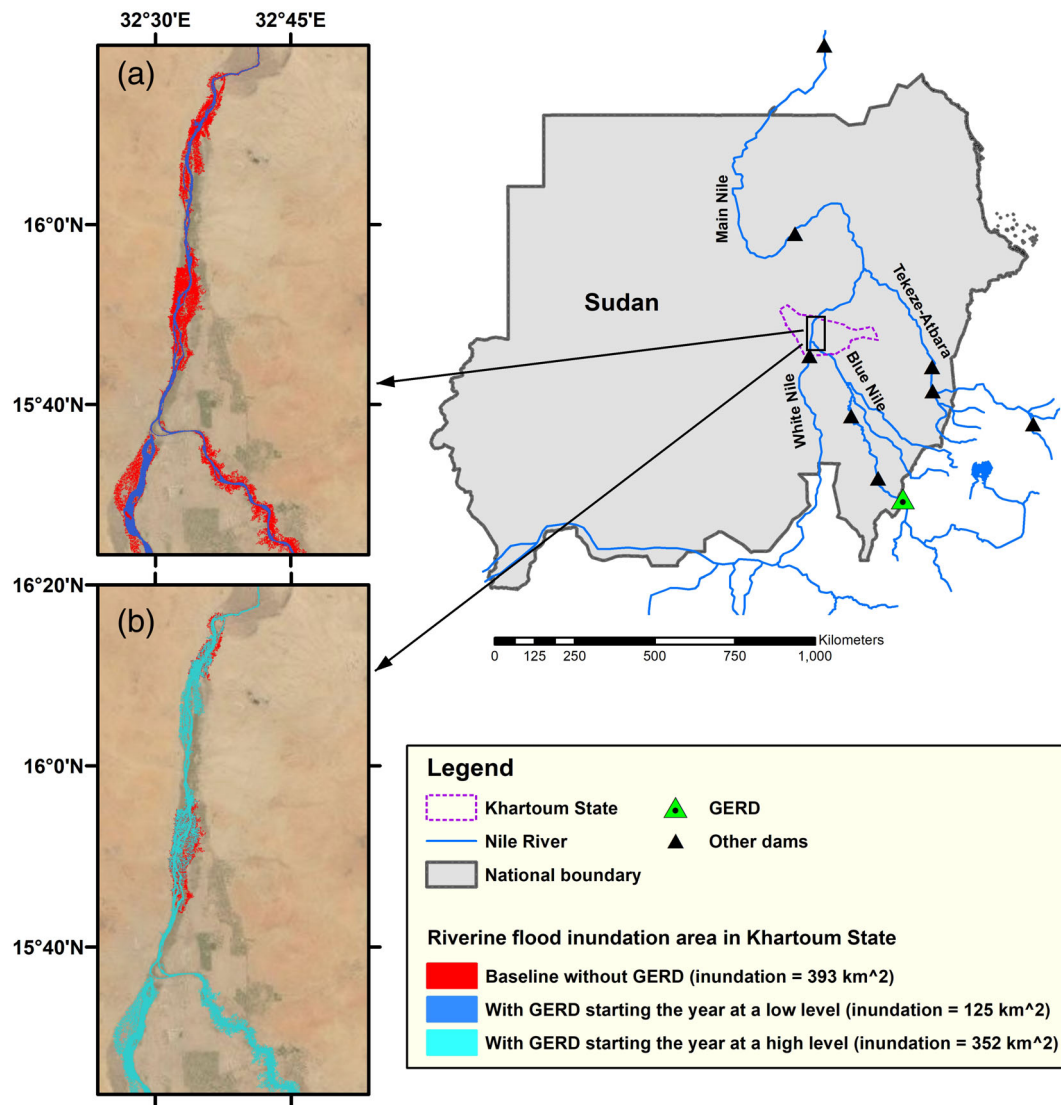 32°30'E
32°45'E
(a)
16°0'N
15°40'N
16°20'N
(b)
16°0'N
15°40'N
Main Nile
Sudan
Tekeze-Atbara
Blue Nile
White Nile
Kilometers
0 125 250 500 750 1,000
Legend
Khartoum State
GERD
Nile River
Other dams
National boundary
Riverine flood inundation area in Khartoum State
Baseline without GERD (inundation = 393 km^2)
With GERD starting the year at a low level (inundation = 125 km^2)
With GERD starting the year at a high level (inundation = 352 km^2)